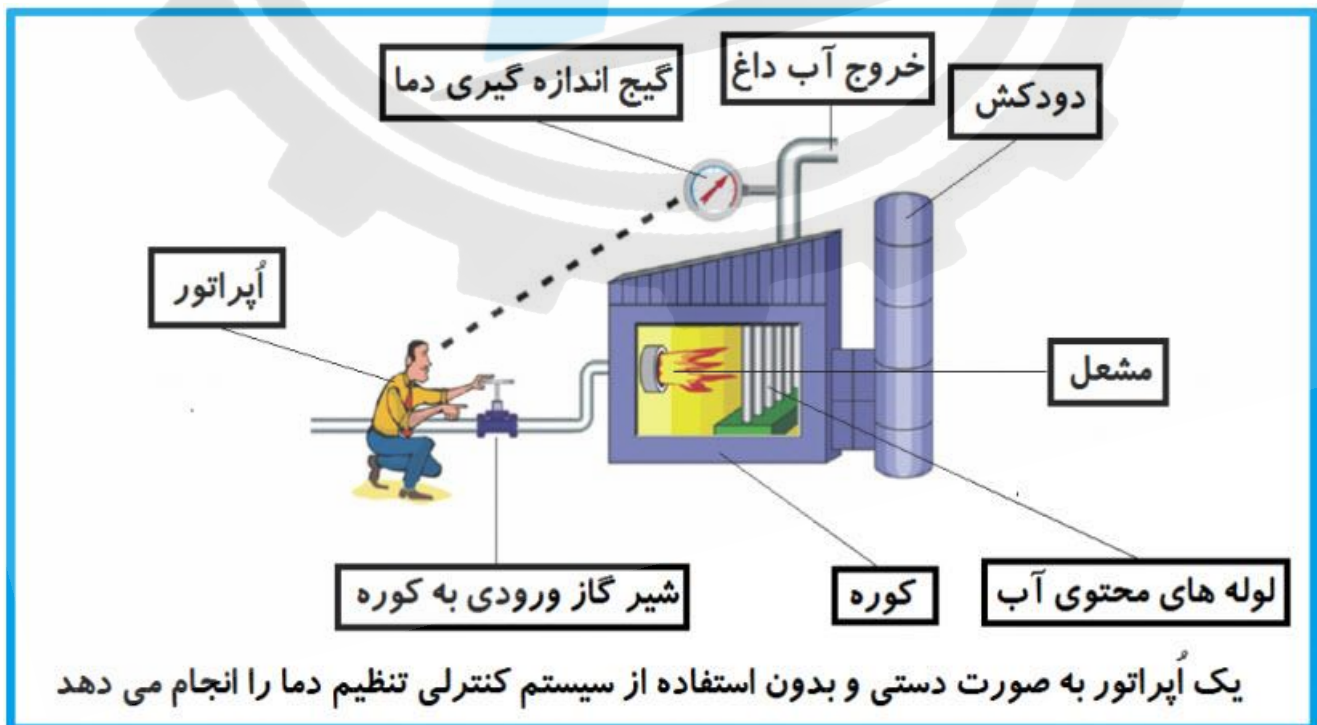 خروج آب داغ
گیج اندازه گیری دما
دودکش
اُپراتور
مشعل
شیر گاز ورودی به کوره
کوره
لوله های محتوی آب
یک اُپراتور به صورت دستی و بدون استفاده از سیستم کنترلی تنظیم دما را انجام می دهد